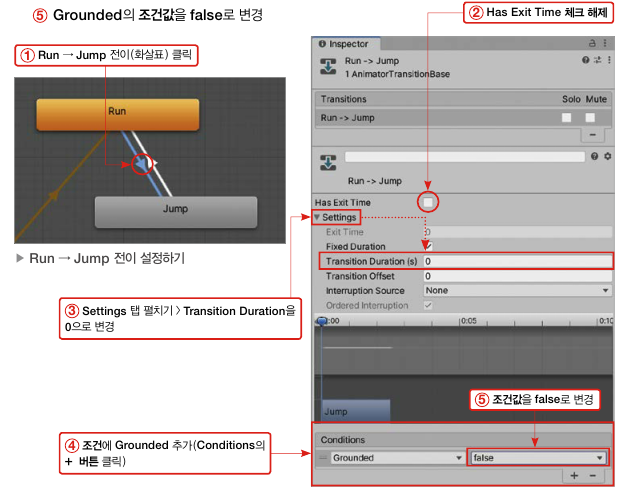 ⑤ Grounded의 조건값을 false로 변경
② Has Exit Time 체크 해제
① Run → Jump 전이(화살표) 클릭
Run
Jump
▶ Run → Jump 전이 설정하기
③ Settings 탭 펼치기 > Transition Duration을
0으로 변경
④ 조건에 Grounded 추가(Conditions의
+ 버튼 클릭)
Inspector
Run -> Jump
1 AnimatorTransitionBase
Transitions Solo Mute
Run -> Jump
−
Run -> Jump
Has Exit Time
Settings
Exit Time 0
Fixed Duration
Transition Duration (s) 0
Transition Offset 0
Interruption Source None
Ordered Interruption
:00 0:05 0:10
Jump
⑤ 조건값을 false로 변경
Conditions
= Grounded false
+ −